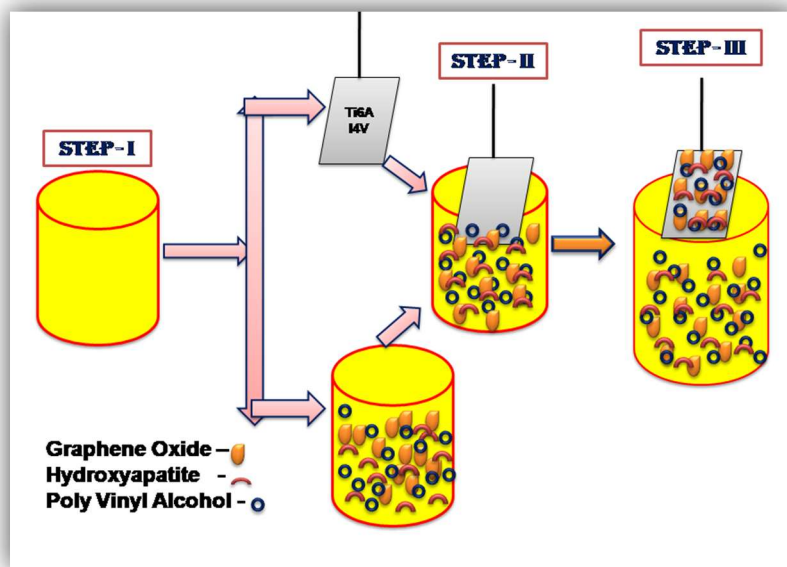 STEP-I
Ti6A
l4V
STEP-II
STEP-III
Graphene Oxide –
Hydroxyapatite -
Poly Vinyl Alcohol -